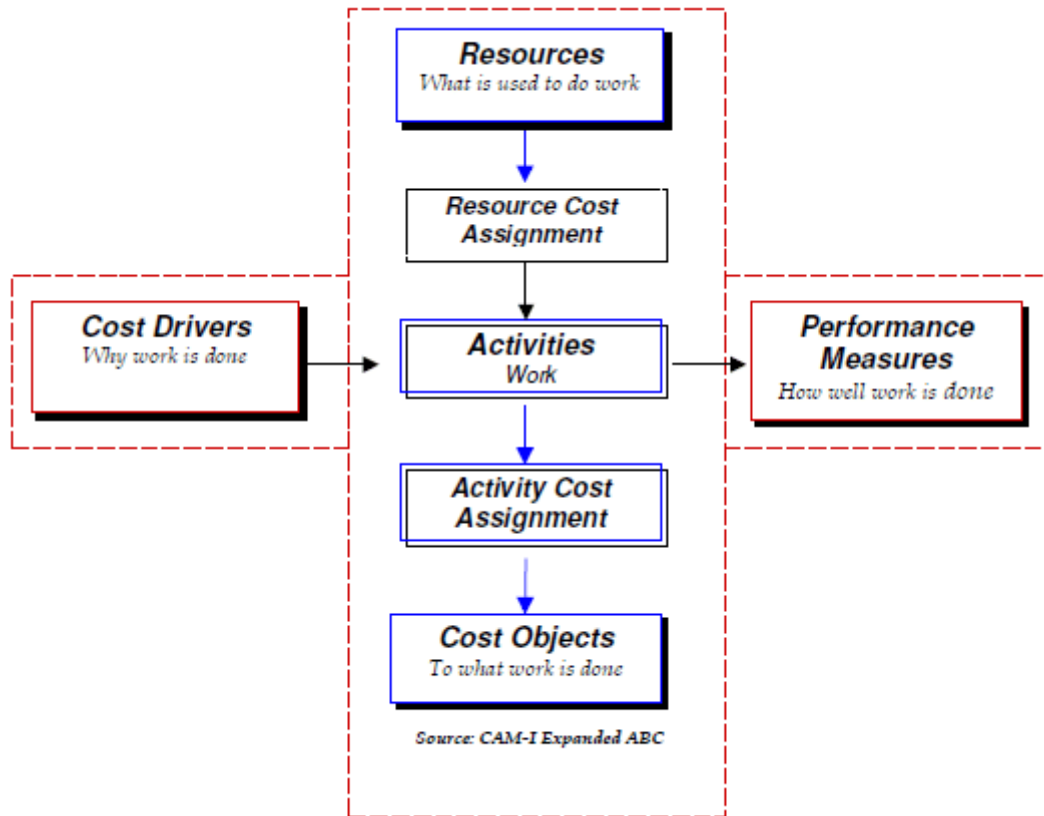 Resources
What is used to do work
Resource Cost
Assignment
Cost Drivers
Why work is done
Activities
Work
Performance
Measures
How well work is done
Activity Cost
Assignment
Cost Objects
To what work is done
Source: CAM-I Expanded ABC